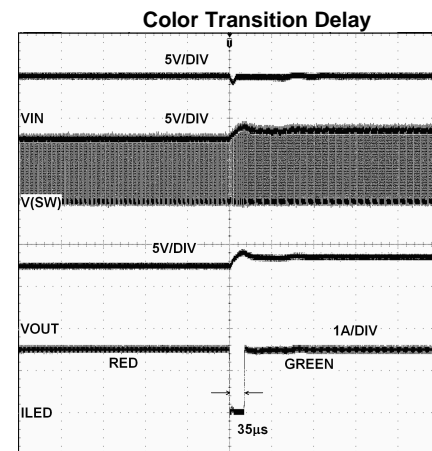 Color Transition Delay
5V/DIV
VIN
5V/DIV
V(SW)
5V/DIV
VOUT
1A/DIV
RED
GREEN
ILED
35µs